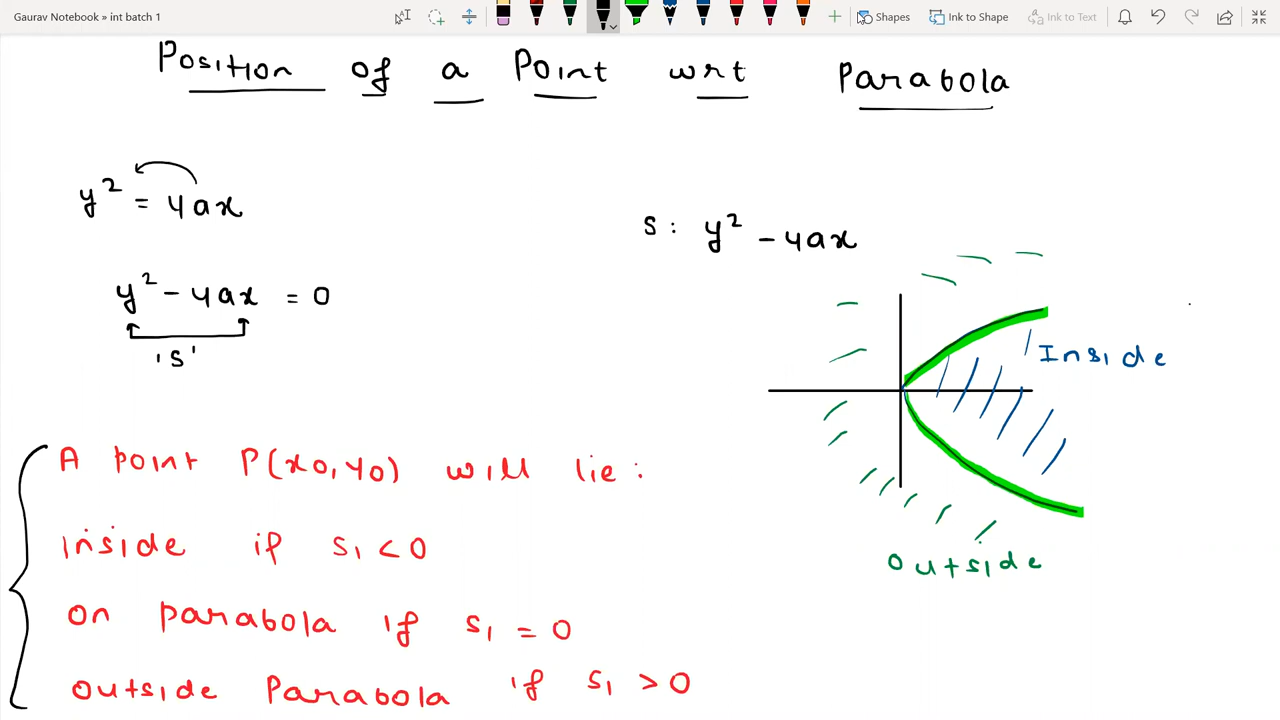 Gaurav Notebook » int batch 1
Shapes
Ink to Shape
Ink to Text
Position of a Point wrt Parabola
y² = 4ax
S: y² - 4ax
y² - 4ax = 0
'S'
Inside
A point P(x0,y0) will lie:
inside if S₁ < 0
Outside
on parabola if S₁ = 0
outside Parabola if S₁ > 0